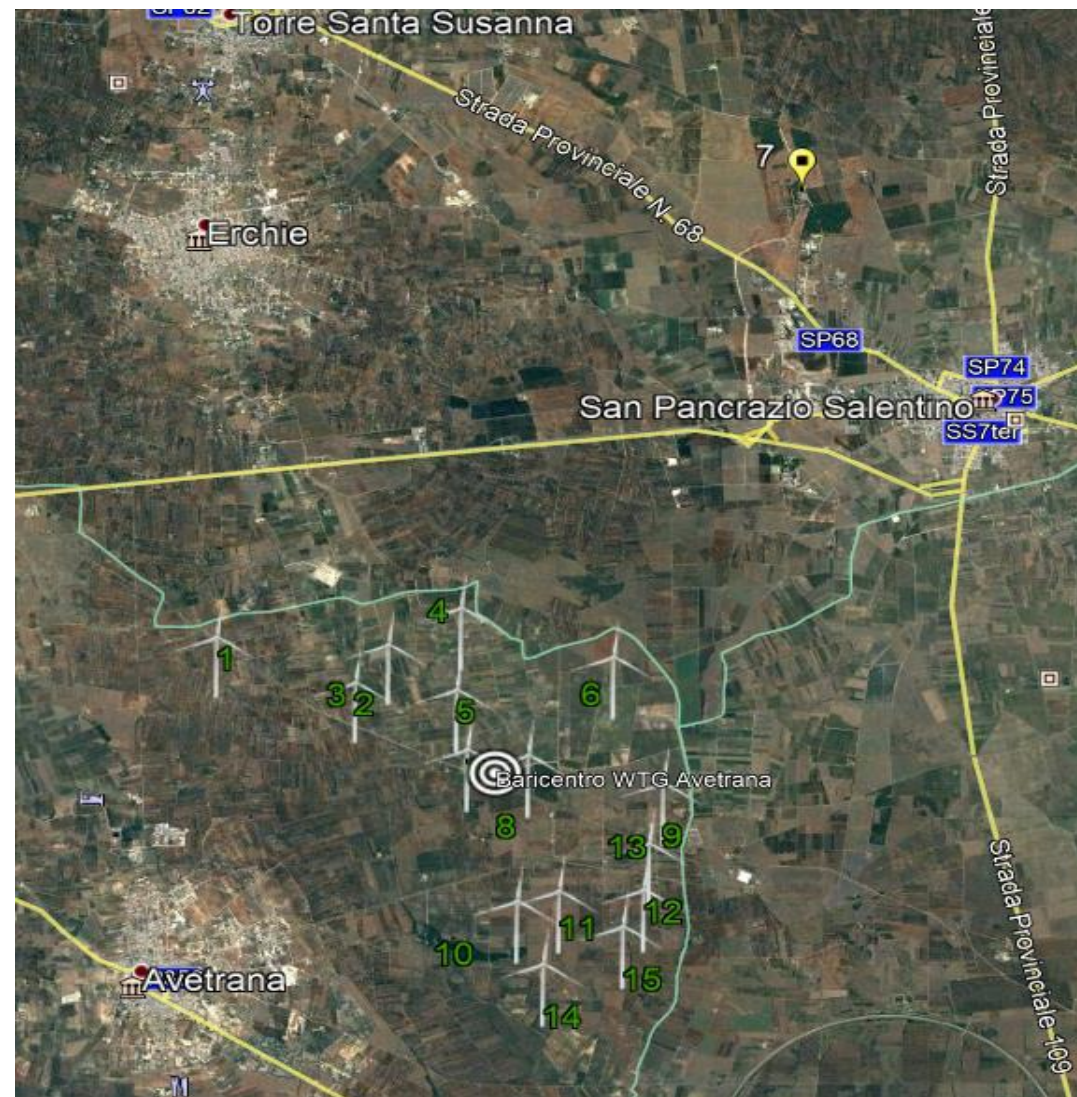 Torre Santa Susanna
Strada Provinciale
Strada Provinciale N. 68
7
Erchie
SP68
SP74
San Pancrazio Salentino
SS7ter
4
1
3
2
5
6
Baricentro WTG Avetrana
8
13
9
12
11
10
15
14
Avetrana
Strada Provinciale 109